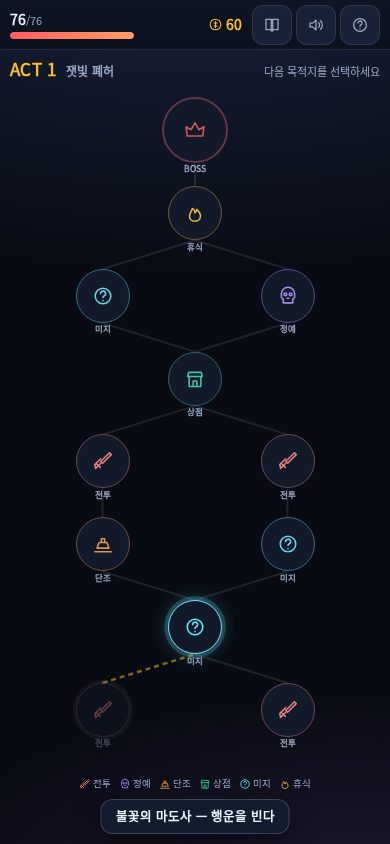 76/76
60
ACT 1 잿빛 폐허
다음 목적지를 선택하세요
BOSS
휴식
미지
정예
상점
전투
전투
단조
미지
미지
전투
전투
전투 정예 단조 상점 미지 휴식
불꽃의 마도사 — 행운을 빈다